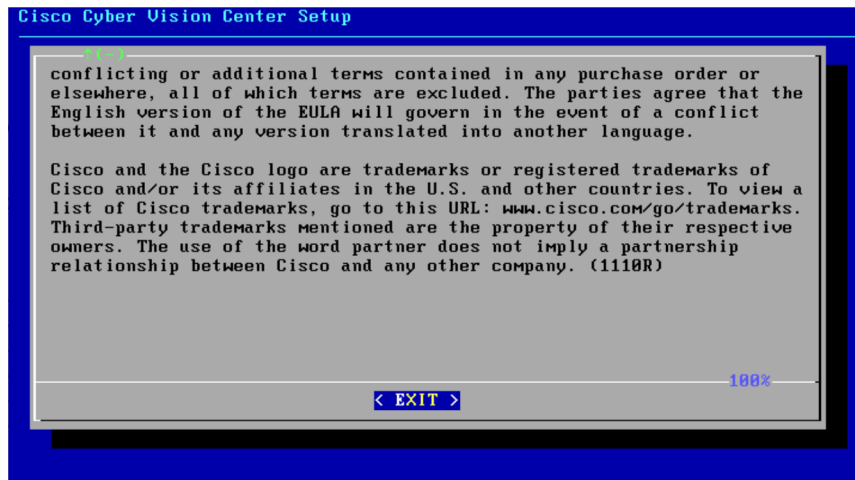 Cisco Cyber Vision Center Setup
↑(-)
conflicting or additional terms contained in any purchase order or
elsewhere, all of which terms are excluded. The parties agree that the
English version of the EULA will govern in the event of a conflict
between it and any version translated into another language.
Cisco and the Cisco logo are trademarks or registered trademarks of
Cisco and/or its affiliates in the U.S. and other countries. To view a
list of Cisco trademarks, go to this URL: www.cisco.com/go/trademarks.
Third-party trademarks mentioned are the property of their respective
owners. The use of the word partner does not imply a partnership
relationship between Cisco and any other company. (1110R)
100%
< EXIT >